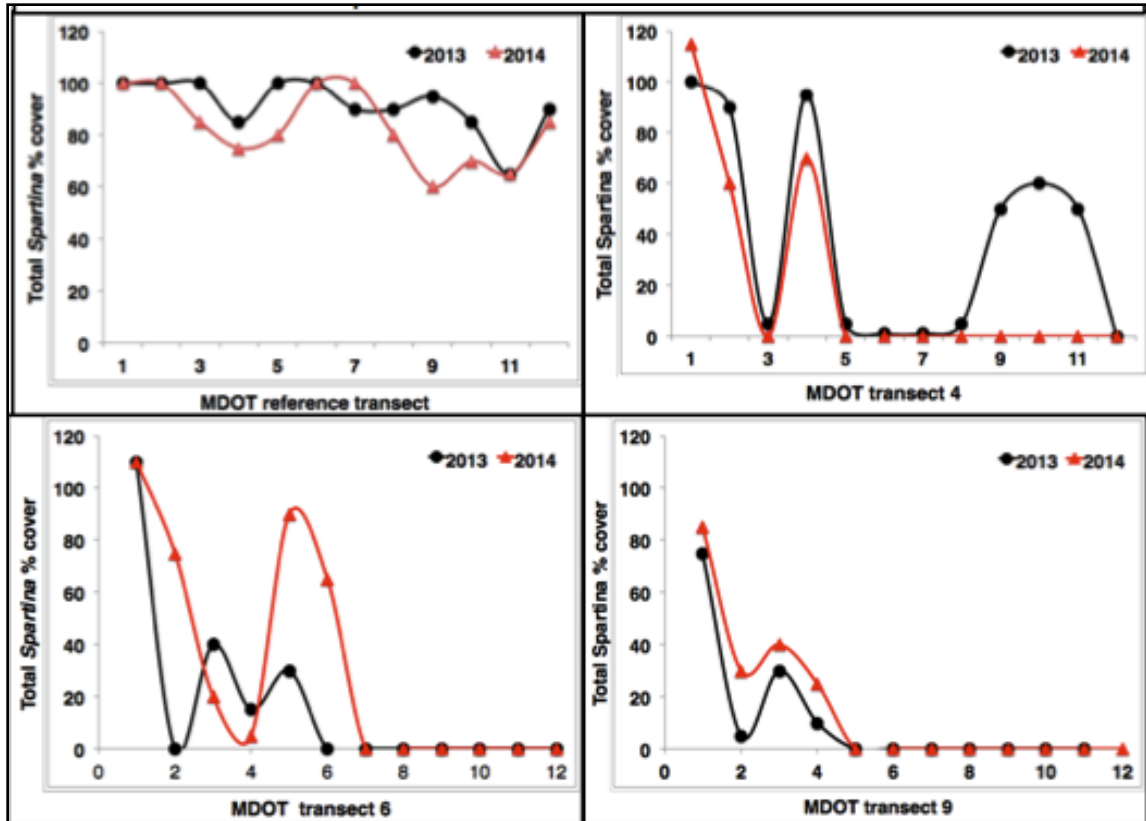 120
100
80
60
40
20
0
Total Spartina % cover
2013 2014
1 3 5 7 9 11
MDOT reference transect
120
100
80
60
40
20
0
Total Spartina % cover
2013 2014
1 3 5 7 9 11
MDOT transect 4
120
100
80
60
40
20
0
Total Spartina % cover
2013 2014
0 2 4 6 8 10 12
MDOT transect 6
120
100
80
60
40
20
0
Total Spartina % cover
2013 2014
0 2 4 6 8 10 12
MDOT transect 9